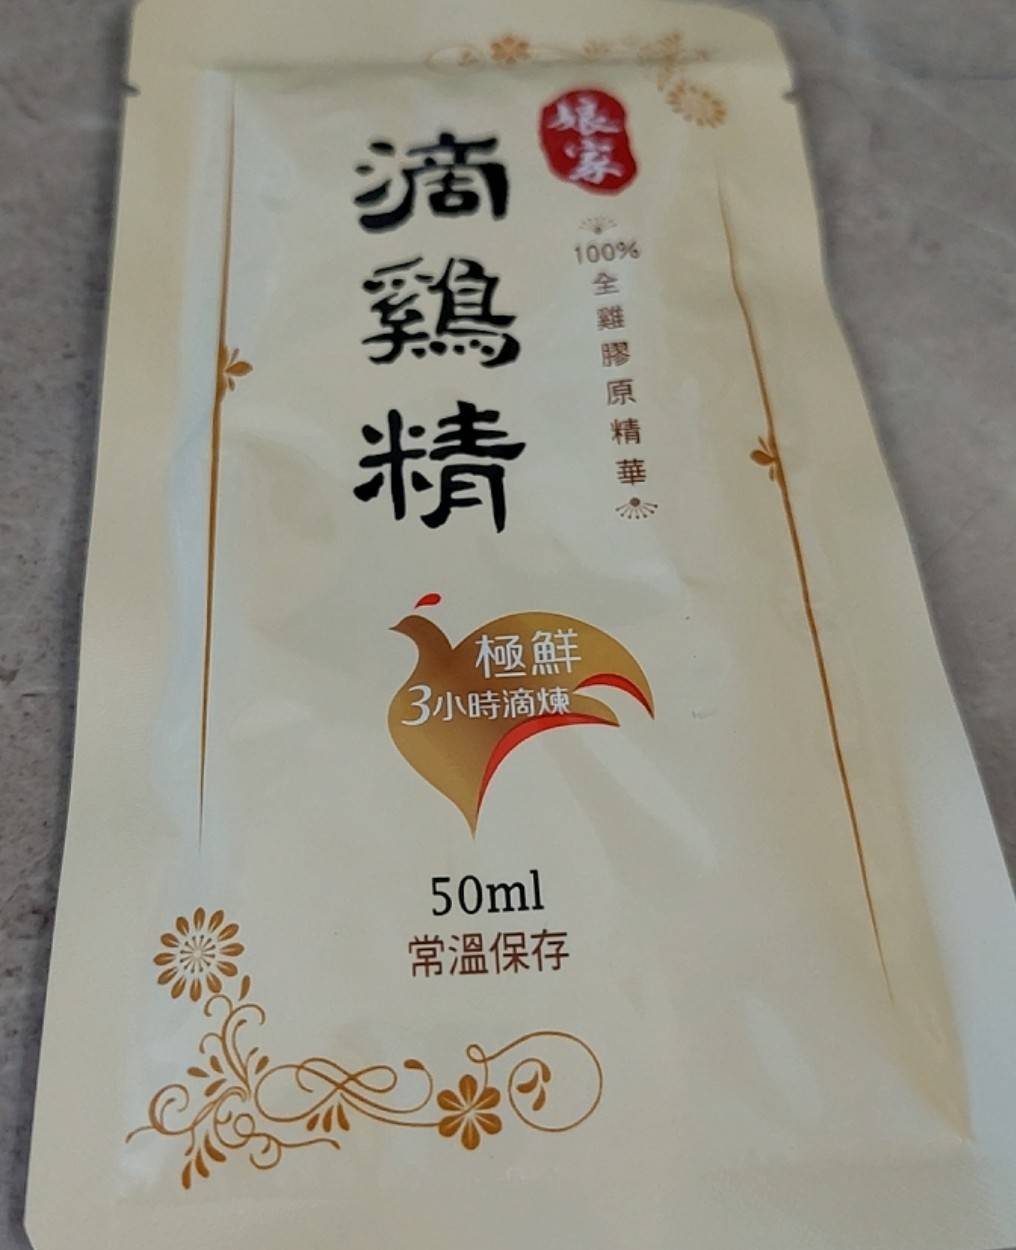 娘家
滴鷄精
100%
全雞膠原精華
極鮮
3小時滴煉
50ml
常溫保存